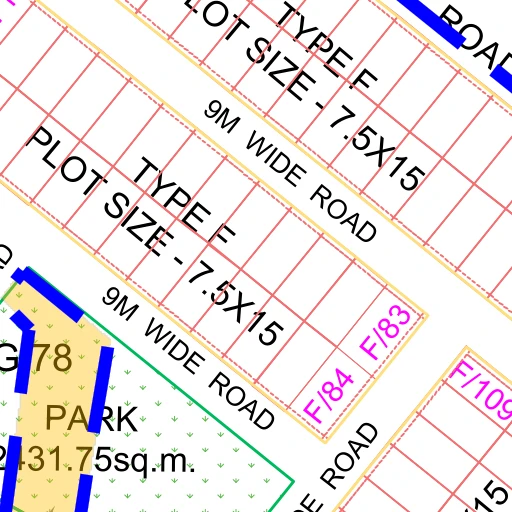 ROAD
TYPE F
PLOT SIZE - 7.5X15
9M WIDE ROAD
TYPE F
PLOT SIZE - 7.5X15
9M WIDE ROAD
F/83
F/84
F/109
78
PARK
2431.75sq.m.
ROAD